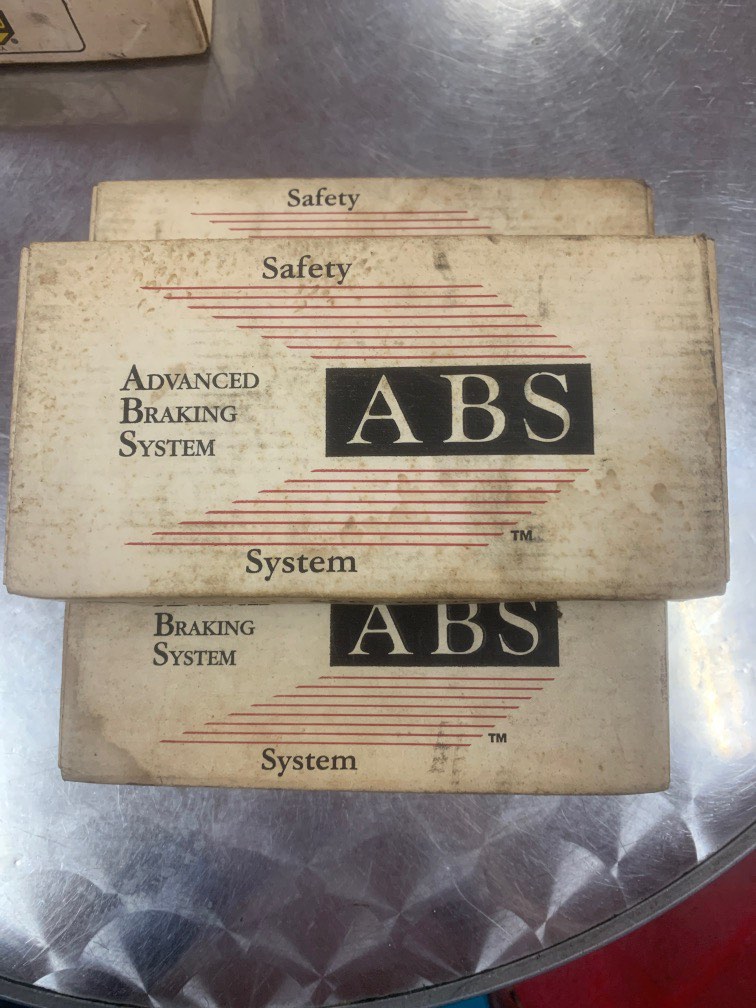 Safety
Safety
ADVANCED
BRAKING
SYSTEM
ABS
TM
System
BRAKING
SYSTEM
ABS
TM
System